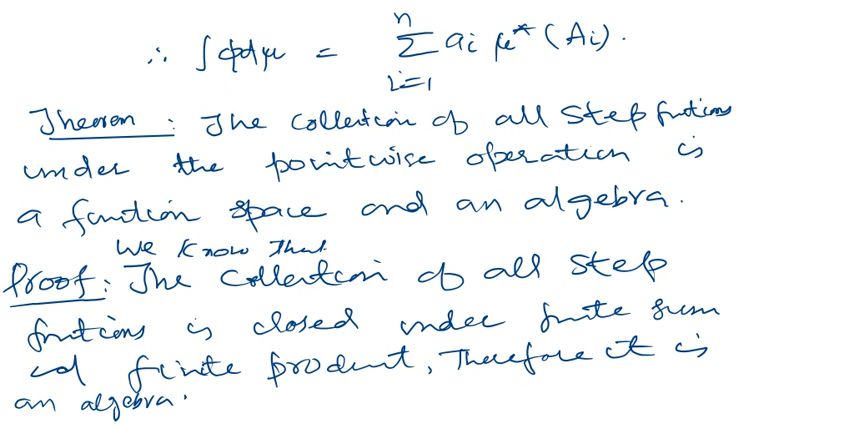 ∴ ∫ϕdμ = n∑i=1 ai μ*(Ai).
Theorem : The collection of all step functions
under the pointwise operation is
a function space and an algebra.
We know that
Proof : The collection of all step
functions is closed under finite sum
and finite product, Therefore it is
an algebra.